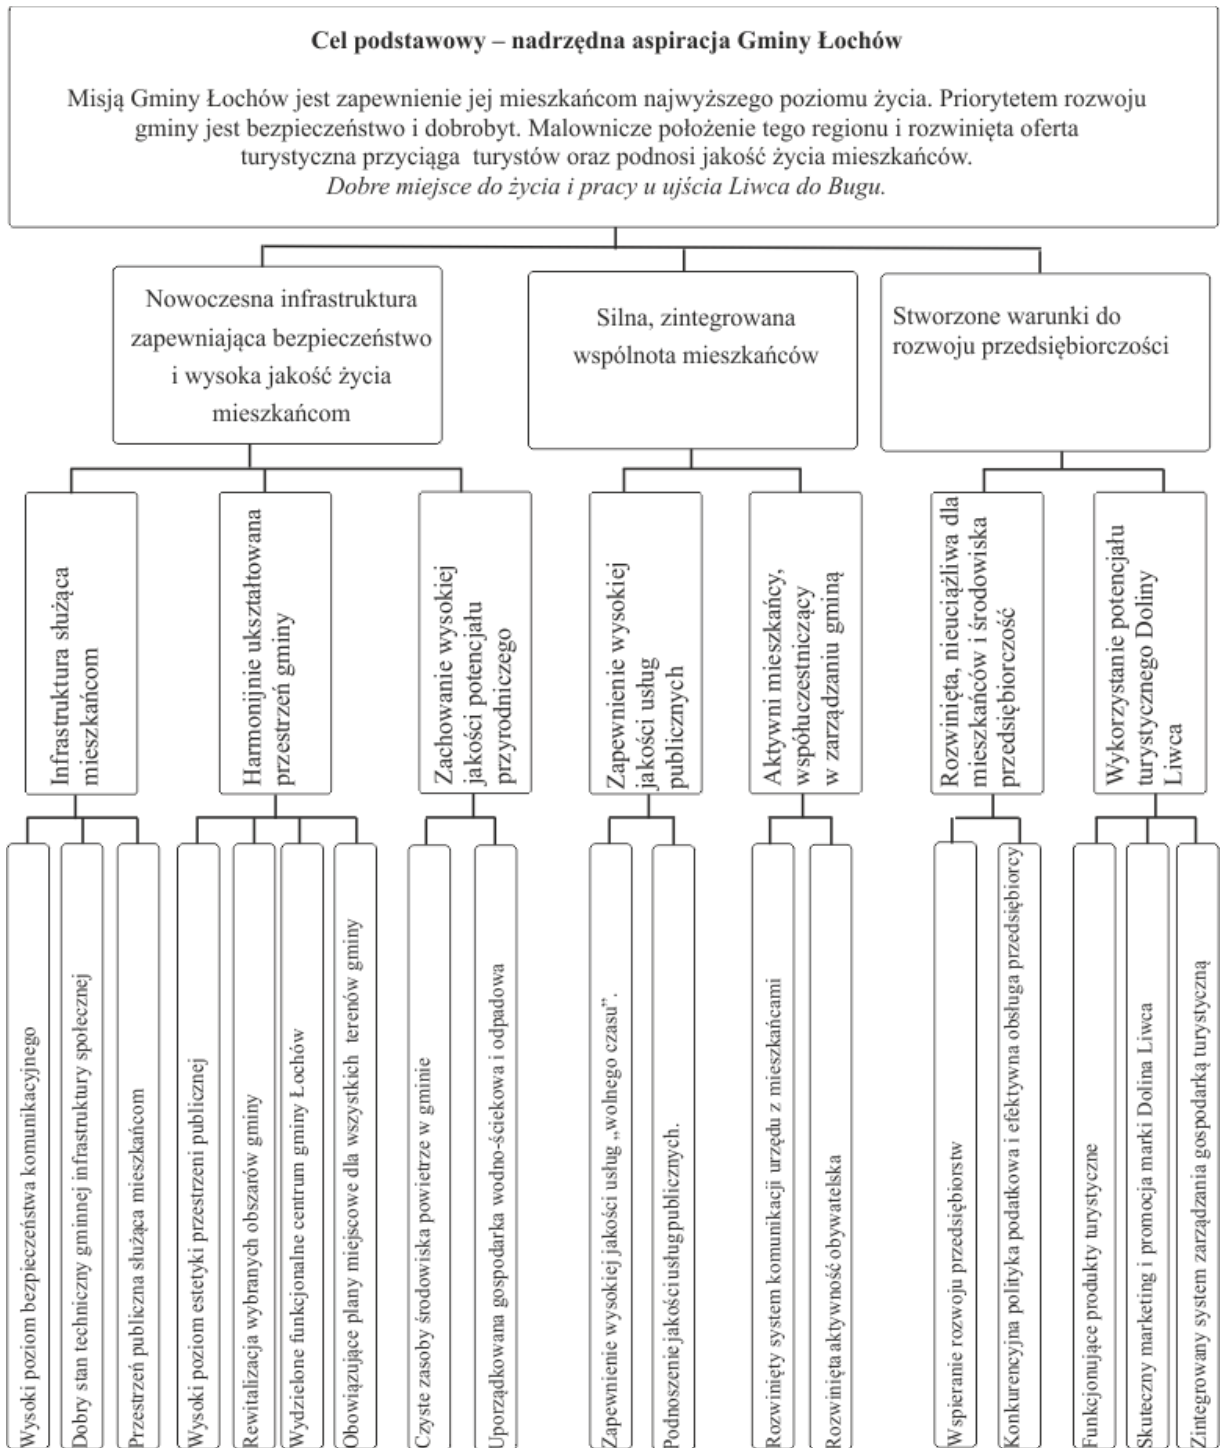 Cel podstawowy – nadrzędna aspiracja Gminy Łochów
Misją Gminy Łochów jest zapewnienie jej mieszkańcom najwyższego poziomu życia. Priorytetem rozwoju
gminy jest bezpieczeństwo i dobrobyt. Malownicze położenie tego regionu i rozwinięta oferta
turystyczna przyciąga turystów oraz podnosi jakość życia mieszkańców.
Dobre miejsce do życia i pracy u ujścia Liwca do Bugu.
Nowoczesna infrastruktura
zapewniająca bezpieczeństwo
i wysoka jakość życia
mieszkańcom
Silna, zintegrowana
wspólnota mieszkańców
Stworzone warunki do
rozwoju przedsiębiorczości
Infrastruktura służąca
mieszkańcom
Harmonijnie ukształtowana
przestrzeń gminy
Zachowanie wysokiej
jakości potencjału
przyrodniczego
Zapewnienie wysokiej
jakości usług
publicznych
Aktywni mieszkańcy,
współuczestniczący
w zarządzaniu gminą
Rozwinięta, nieuciążliwa dla
mieszkańców i środowiska
przedsiębiorczość
Wykorzystanie potencjału
turystycznego Doliny
Liwca
Wysoki poziom bezpieczeństwa komunikacyjnego
Dobry stan techniczny gminnej infrastruktury społecznej
Przestrzeń publiczna służąca mieszkańcom
Wysoki poziom estetyki przestrzeni publicznej
Rewitalizacja wybranych obszarów gminy
Wydzielone funkcjonalne centrum gminy Łochów
Obowiązujące plany miejscowe dla wszystkich terenów gminy
Czyste zasoby środowiska powietrze w gminie
Uporządkowana gospodarka wodno-ściekowa i odpadowa
Zapewnienie wysokiej jakości usług „wolnego czasu”.
Podnoszenie jakości usług publicznych.
Rozwinięty system komunikacji urzędu z mieszkańcami
Rozwinięta aktywność obywatelska
Wspieranie rozwoju przedsiębiorstw
Konkurencyjna polityka podatkowa i efektywna obsługa przedsiębiorcy
Funkcjonujące produkty turystyczne
Skuteczny marketing i promocja marki Dolina Liwca
Zintegrowany system zarządzania gospodarką turystyczną